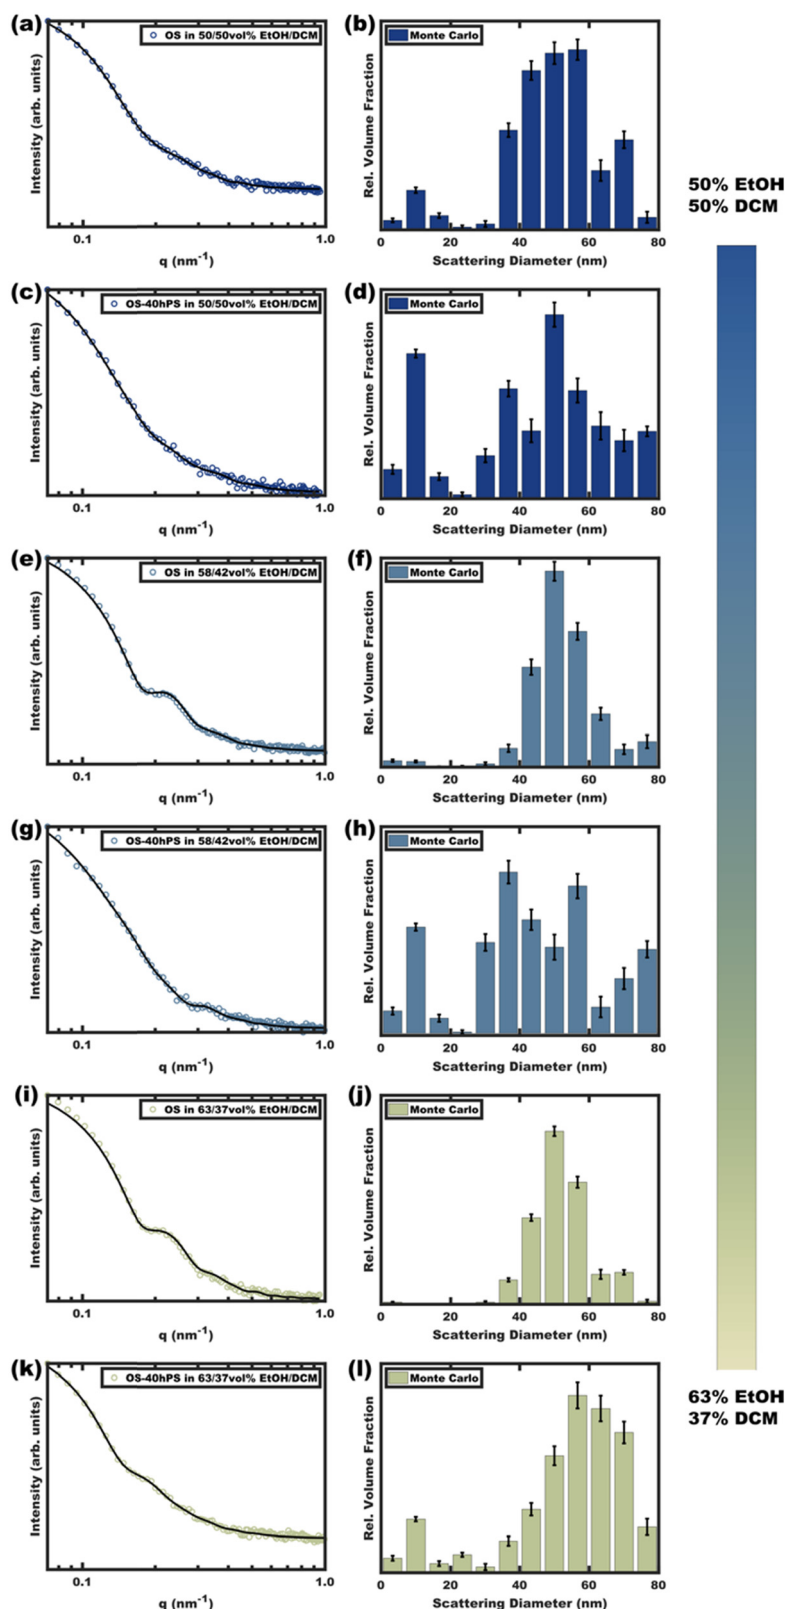 (a)
OS in 50/50vol% EtOH/DCM
Intensity (arb. units)
0.1
1.0
q (nm-1)
(b)
Monte Carlo
Rel. Volume Fraction
0
20
40
60
80
Scattering Diameter (nm)
50% EtOH
50% DCM
(c)
OS-40hPS in 50/50vol% EtOH/DCM
Intensity (arb. units)
0.1
1.0
q (nm-1)
(d)
Monte Carlo
Rel. Volume Fraction
0
20
40
60
80
Scattering Diameter (nm)
(e)
OS in 58/42vol% EtOH/DCM
Intensity (arb. units)
0.1
1.0
q (nm-1)
(f)
Monte Carlo
Rel. Volume Fraction
0
20
40
60
80
Scattering Diameter (nm)
(g)
OS-40hPS in 58/42vol% EtOH/DCM
Intensity (arb. units)
0.1
1.0
q (nm-1)
(h)
Monte Carlo
Rel. Volume Fraction
0
20
40
60
80
Scattering Diameter (nm)
(i)
OS in 63/37vol% EtOH/DCM
Intensity (arb. units)
0.1
1.0
q (nm-1)
(j)
Monte Carlo
Rel. Volume Fraction
0
20
40
60
80
Scattering Diameter (nm)
(k)
OS-40hPS in 63/37vol% EtOH/DCM
Intensity (arb. units)
0.1
1.0
q (nm-1)
(l)
Monte Carlo
Rel. Volume Fraction
0
20
40
60
80
Scattering Diameter (nm)
63% EtOH
37% DCM